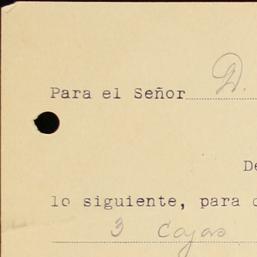 Para el Señor D.
De
lo siguiente, para
3 Cajas